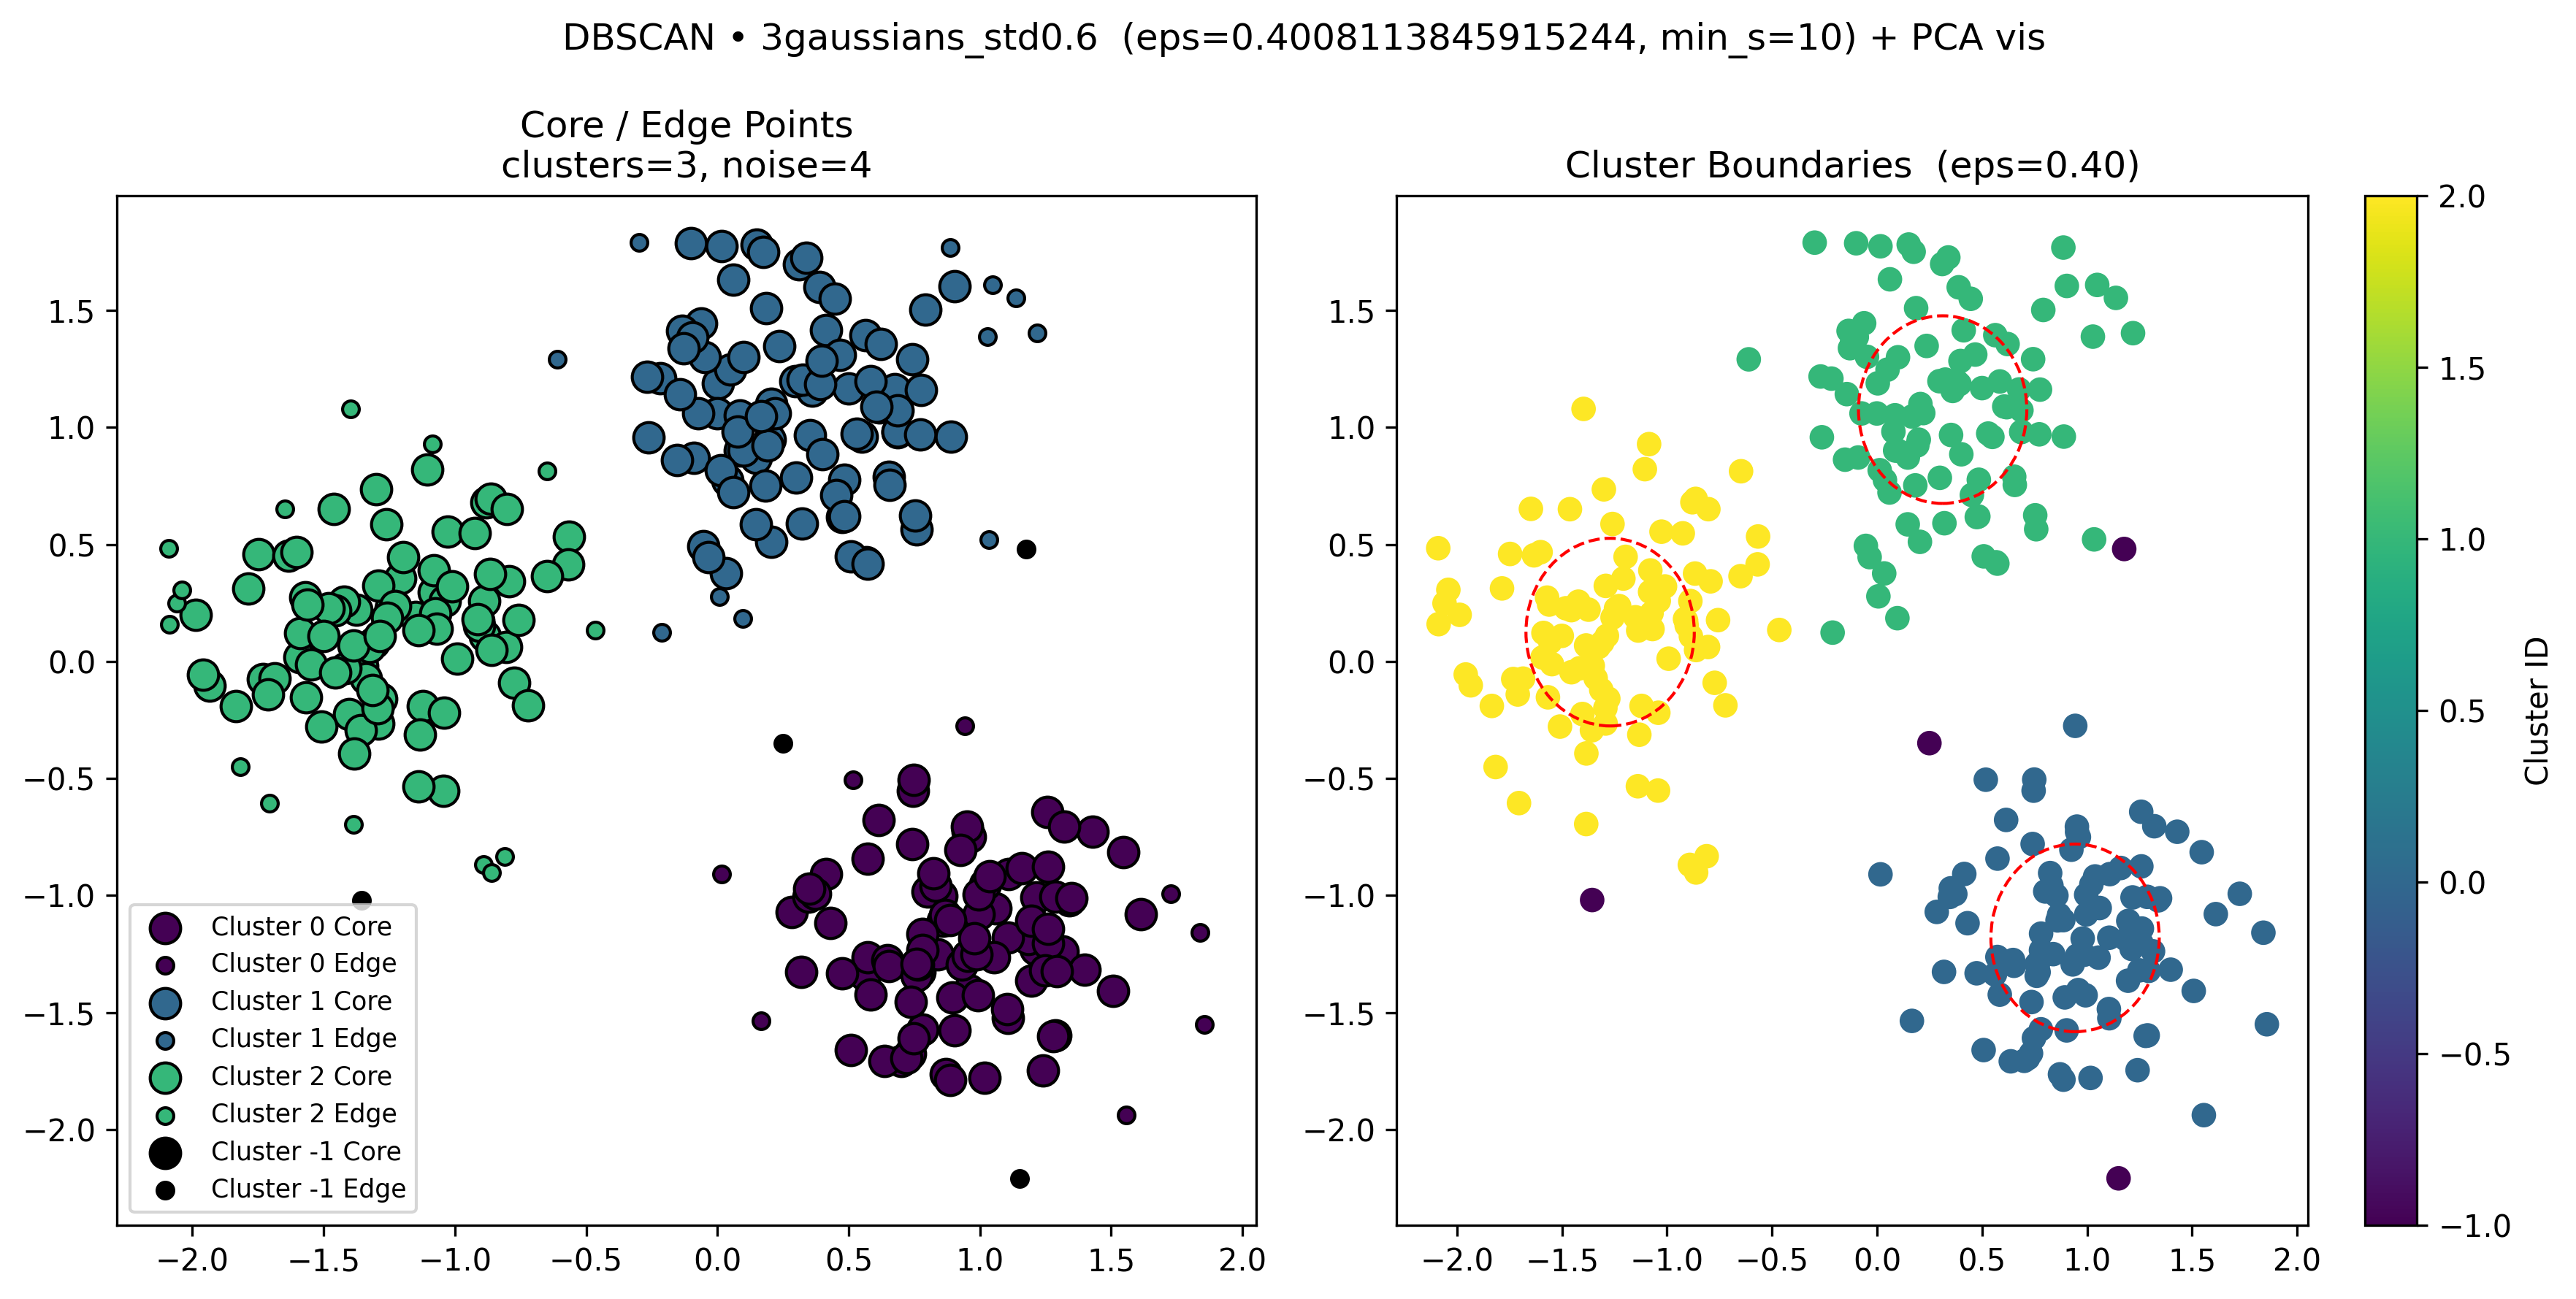 DBSCAN • 3gaussians_std0.6  (eps=0.4008113845915244, min_s=10) + PCA vis
Core / Edge Points
clusters=3, noise=4
1.5
1.0
0.5
0.0
−0.5
−1.0
−1.5
−2.0
Cluster 0 Core
Cluster 0 Edge
Cluster 1 Core
Cluster 1 Edge
Cluster 2 Core
Cluster 2 Edge
Cluster -1 Core
Cluster -1 Edge
−2.0 −1.5 −1.0 −0.5 0.0 0.5 1.0 1.5 2.0
Cluster Boundaries  (eps=0.40)
1.5
1.0
0.5
0.0
−0.5
−1.0
−1.5
−2.0
−2.0 −1.5 −1.0 −0.5 0.0 0.5 1.0 1.5 2.0
2.0
1.5
1.0
0.5
0.0
−0.5
−1.0
Cluster ID